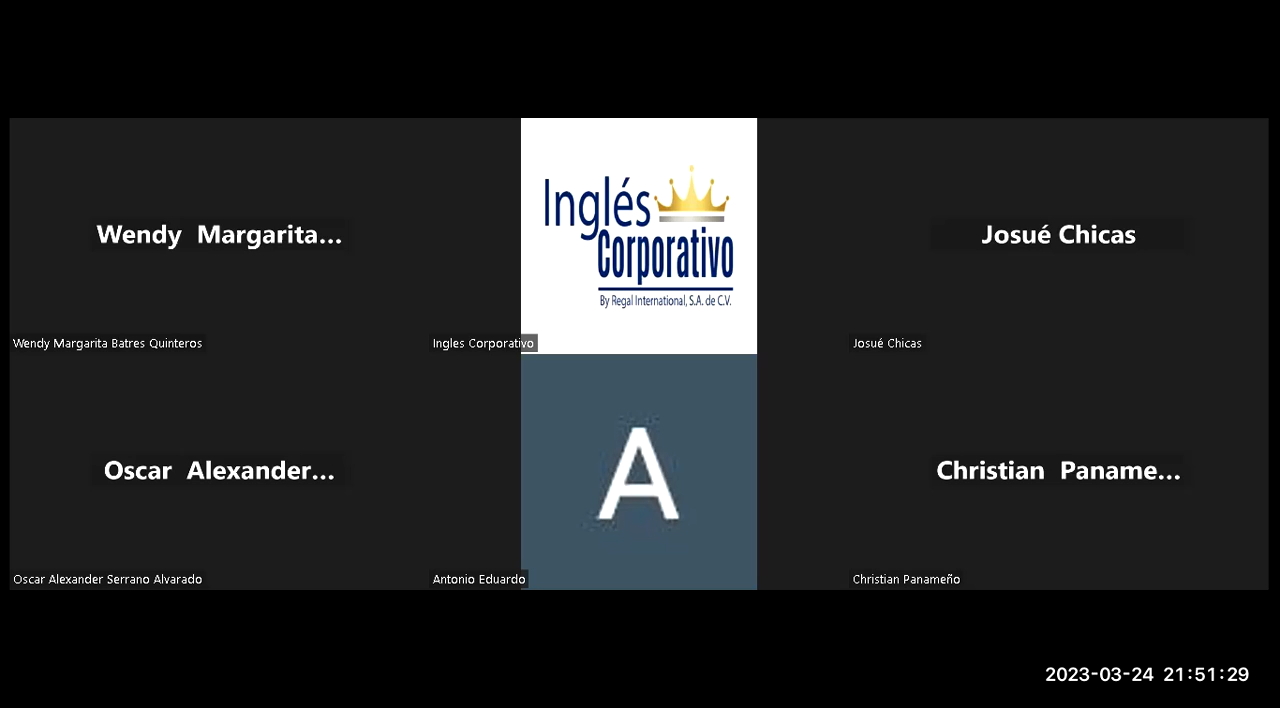 Wendy Margarita...
Wendy Margarita Batres Quinteros
Inglés
Corporativo
By Regal International, S.A. de C.V.
Ingles Corporativo
Josué Chicas
Josué Chicas
Oscar Alexander...
Oscar Alexander Serrano Alvarado
A
Antonio Eduardo
Christian Paname...
Christian Panameño
2023-03-24 21:51:29